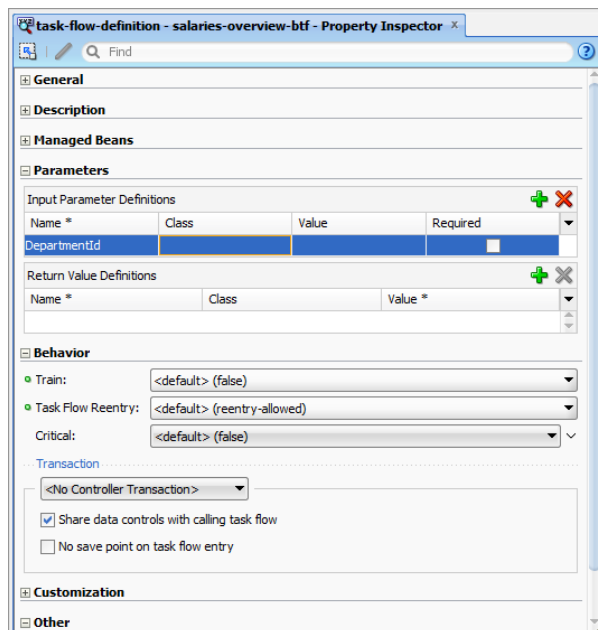 task-flow-definition - salaries-overview-btf - Property Inspector
Find
General
Description
Managed Beans
Parameters
Input Parameter Definitions
Name * Class Value Required
DepartmentId
Return Value Definitions
Name * Class Value *
Behavior
Train: <default> (false)
Task Flow Reentry: <default> (reentry-allowed)
Critical: <default> (false)
Transaction
<No Controller Transaction>
Share data controls with calling task flow
No save point on task flow entry
Customization
Other